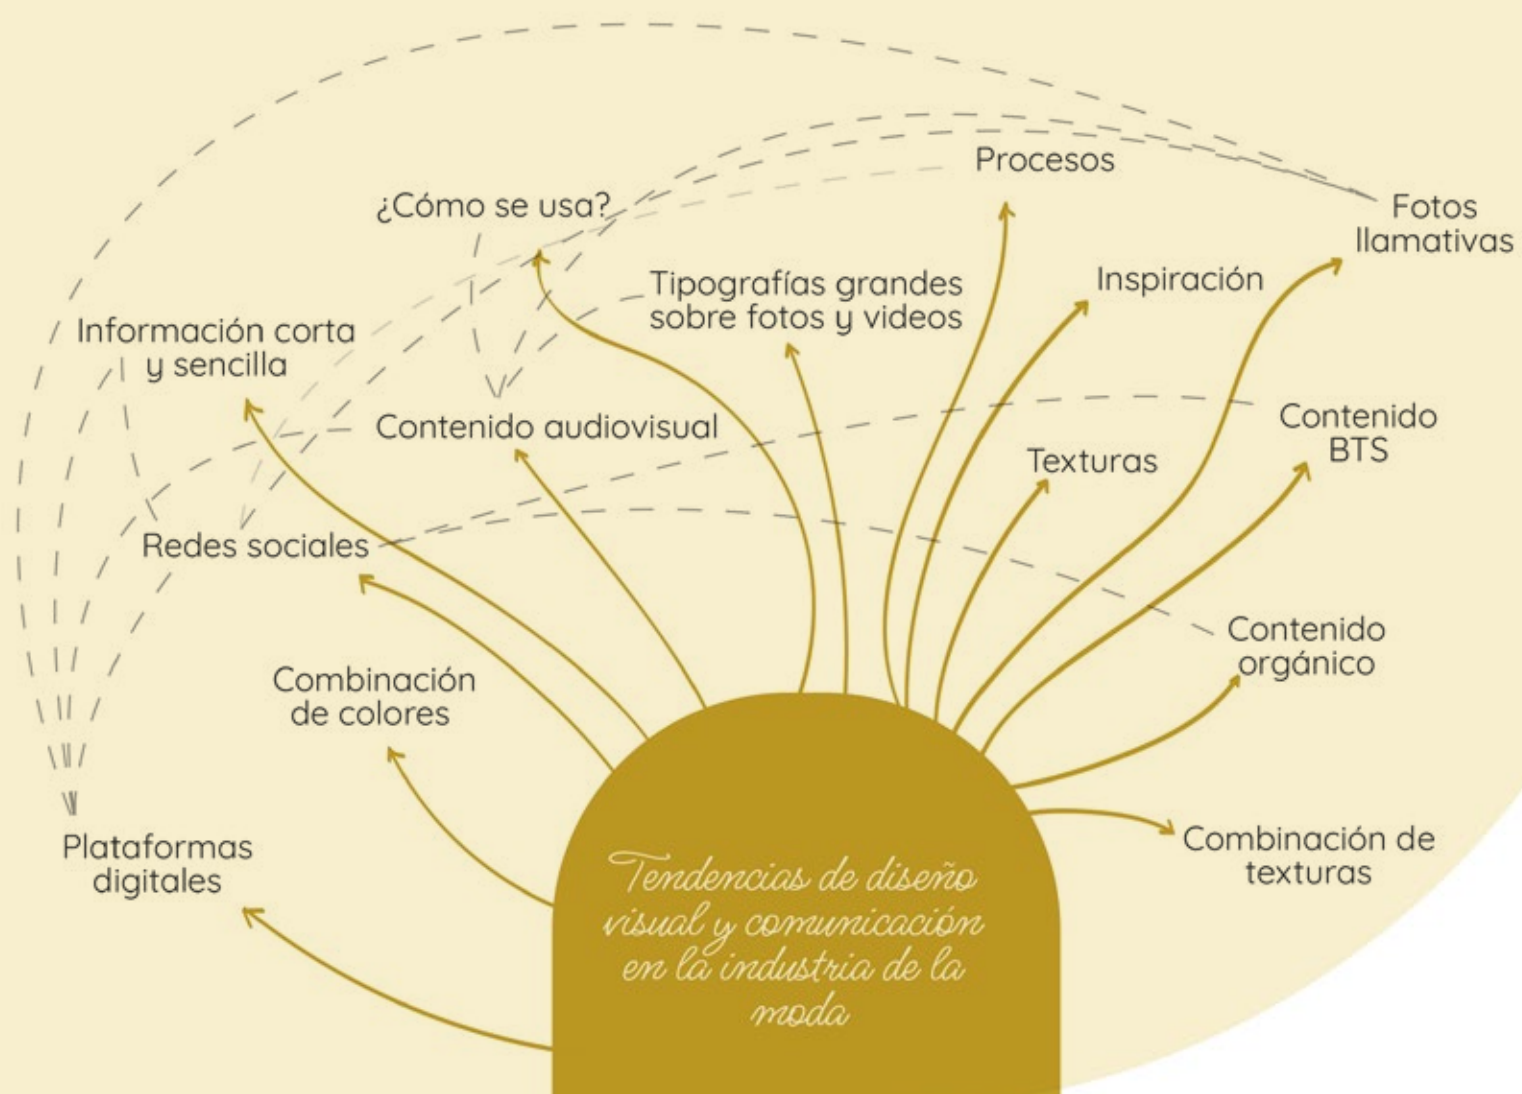 Procesos
¿Cómo se usa?
Fotos
llamativas
Tipografías grandes
sobre fotos y videos
Inspiración
Información corta
y sencilla
Contenido audiovisual
Contenido
BTS
Texturas
Redes sociales
Contenido
orgánico
Combinación
de colores
Plataformas
digitales
Combinación de
texturas
Tendencias de diseño
visual y comunicación
en la industria de la
moda